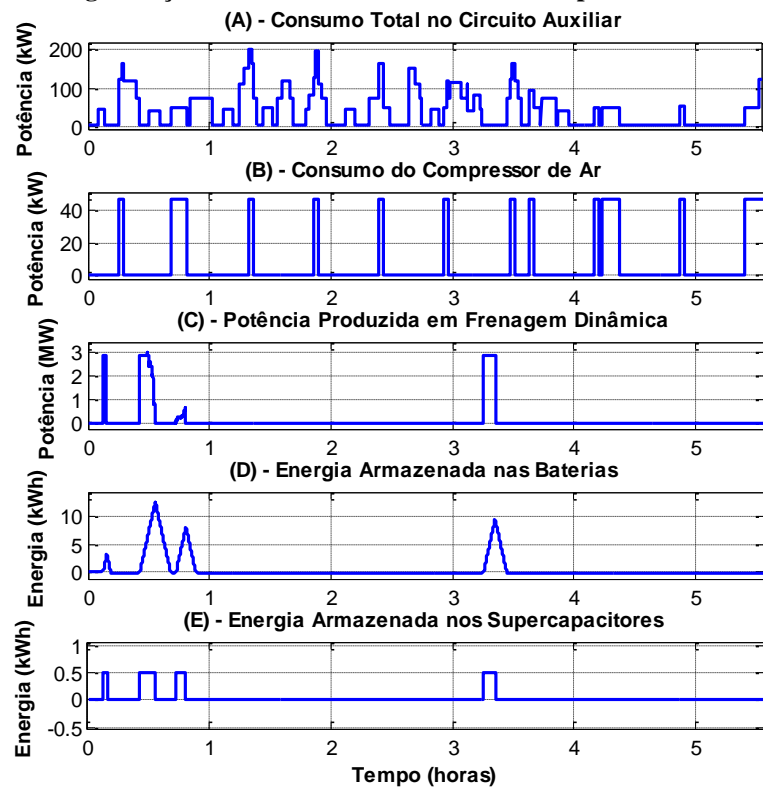 (A) - Consumo Total no Circuito Auxiliar
Potência (kW)
200
100
0
0 1 2 3 4 5
(B) - Consumo do Compressor de Ar
Potência (kW)
40
20
0
0 1 2 3 4 5
(C) - Potência Produzida em Frenagem Dinâmica
Potência (MW)
3
2
1
0
0 1 2 3 4 5
(D) - Energia Armazenada nas Baterias
Energia (kWh)
10
5
0
0 1 2 3 4 5
(E) - Energia Armazenada nos Supercapacitores
Energia (kWh)
1
0.5
0
-0.5
0 1 2 3 4 5
Tempo (horas)